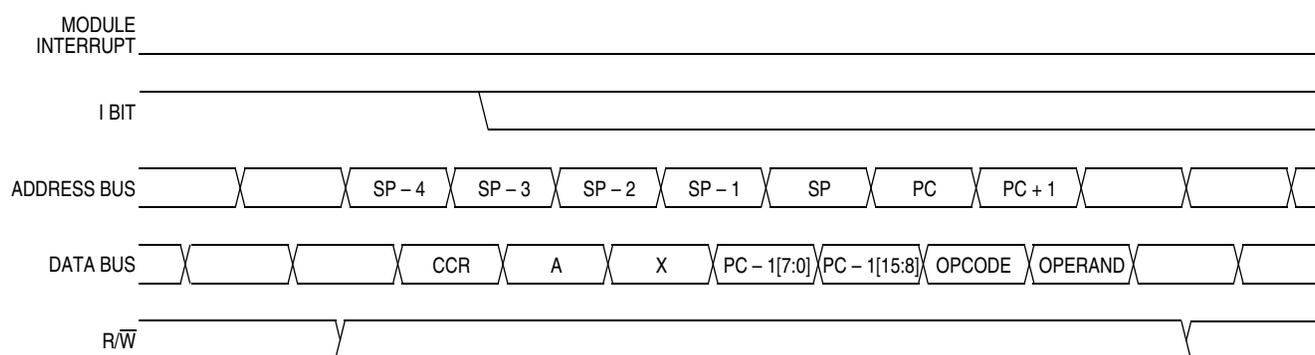 MODULE
INTERRUPT
I BIT
ADDRESS BUS SP – 4 SP – 3 SP – 2 SP – 1 SP PC PC + 1
DATA BUS CCR A X PC – 1[7:0] PC – 1[15:8] OPCODE OPERAND
R/W̅